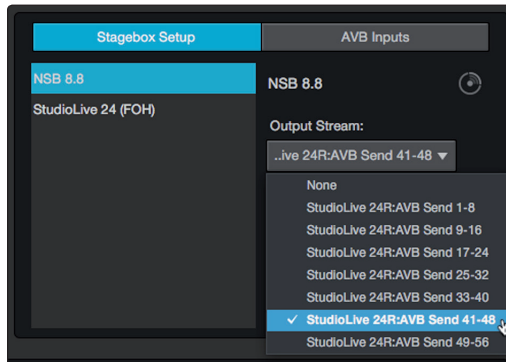 Stagebox Setup
AVB Inputs
NSB 8.8
StudioLive 24 (FOH)
NSB 8.8
Output Stream:
..ive 24R:AVB Send 41-48
None
StudioLive 24R:AVB Send 1-8
StudioLive 24R:AVB Send 9-16
StudioLive 24R:AVB Send 17-24
StudioLive 24R:AVB Send 25-32
StudioLive 24R:AVB Send 33-40
StudioLive 24R:AVB Send 41-48
StudioLive 24R:AVB Send 49-56